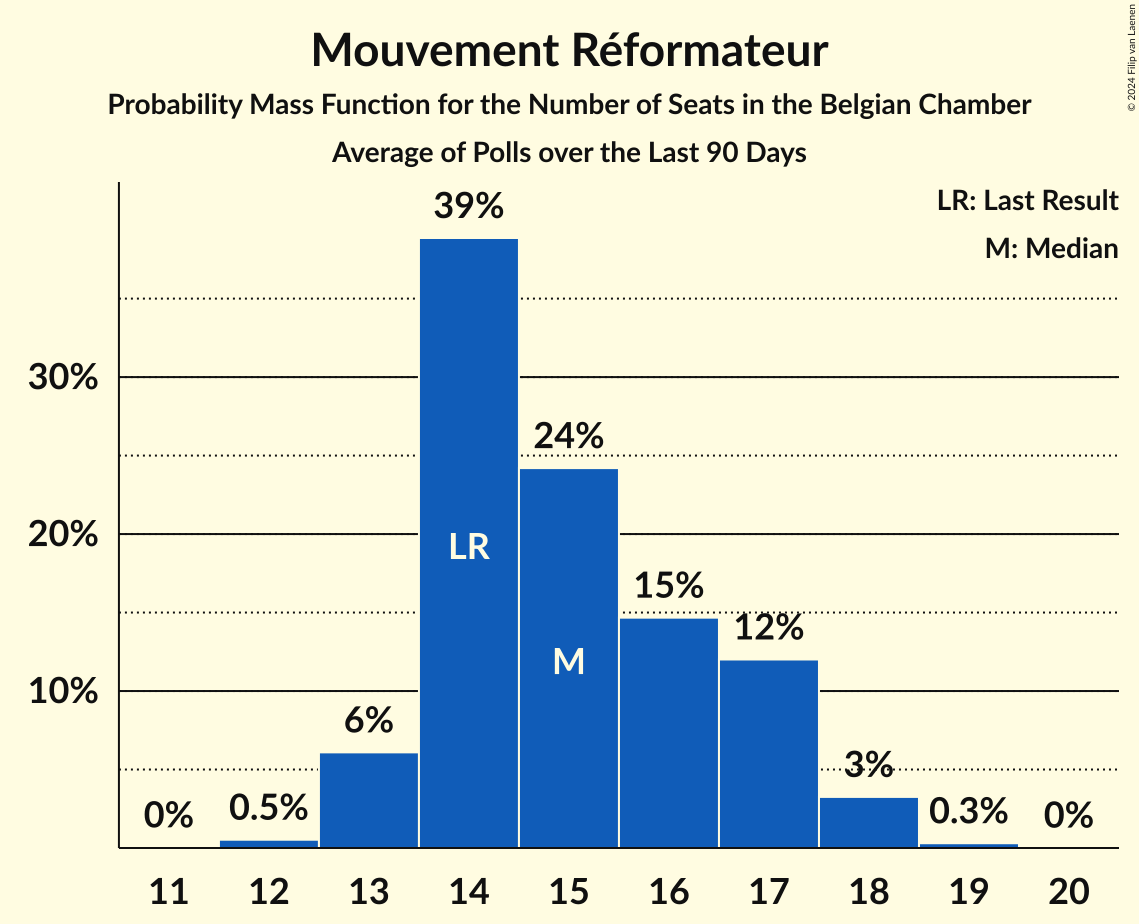 Mouvement Réformateur
Probability Mass Function for the Number of Seats in the Belgian Chamber
Average of Polls over the Last 90 Days
© 2024 Filip van Laenen
LR: Last Result
M: Median
39%
30%
24%
20%
LR
15%
12%
M
10%
6%
3%
0%
0.5%
0.3%
0%
11 12 13 14 15 16 17 18 19 20